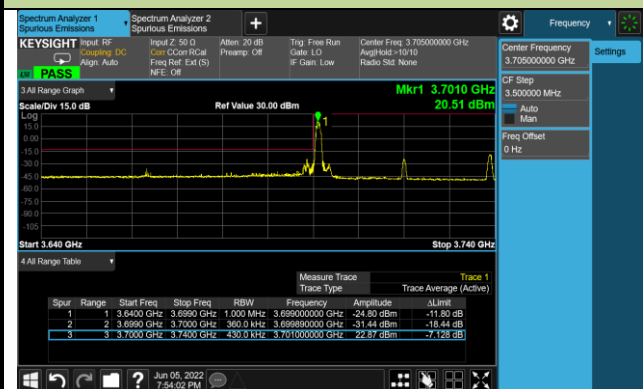 Spectrum Analyzer 1
Spurious Emissions
Spectrum Analyzer 2
Spurious Emissions
Frequency
KEYSIGHT
Input: RF
Coupling: DC
Align: Auto
Input Z: 50 Ω
Corr CCorr RCal
Freq Ref: Ext (S)
NFE: Off
Atten: 20 dB
Preamp: Off
Trig: Free Run
Gate: LO
IF Gain: Low
Center Freq: 3.705000000 GHz
Avg|Hold:>10/10
Radio Std: None
PASS
Center Frequency
3.705000000 GHz
Settings
CF Step
3.500000 MHz
Auto
Man
Freq Offset
0 Hz
3 All Range Graph
Mkr1 3.7010 GHz
Scale/Div 15.0 dB
Ref Value 30.00 dBm
20.51 dBm
Log
15.0
0.00
-15.0
-30.0
-45.0
-60.0
-75.0
-90.0
-105
1
Start 3.640 GHz
Stop 3.740 GHz
4 All Range Table
Measure Trace Trace 1
Trace Type Trace Average (Active)
Spur Range Start Freq Stop Freq RBW Frequency Amplitude ΔLimit
1 1 3.6400 GHz 3.6990 GHz 1.000 MHz 3.699000000 GHz -24.80 dBm -11.80 dB
2 2 3.6990 GHz 3.7000 GHz 360.0 kHz 3.699890000 GHz -31.44 dBm -18.44 dB
3 3 3.7000 GHz 3.7400 GHz 430.0 kHz 3.701000000 GHz 22.87 dBm -7.128 dB
Jun 05, 2022
7:54:02 PM